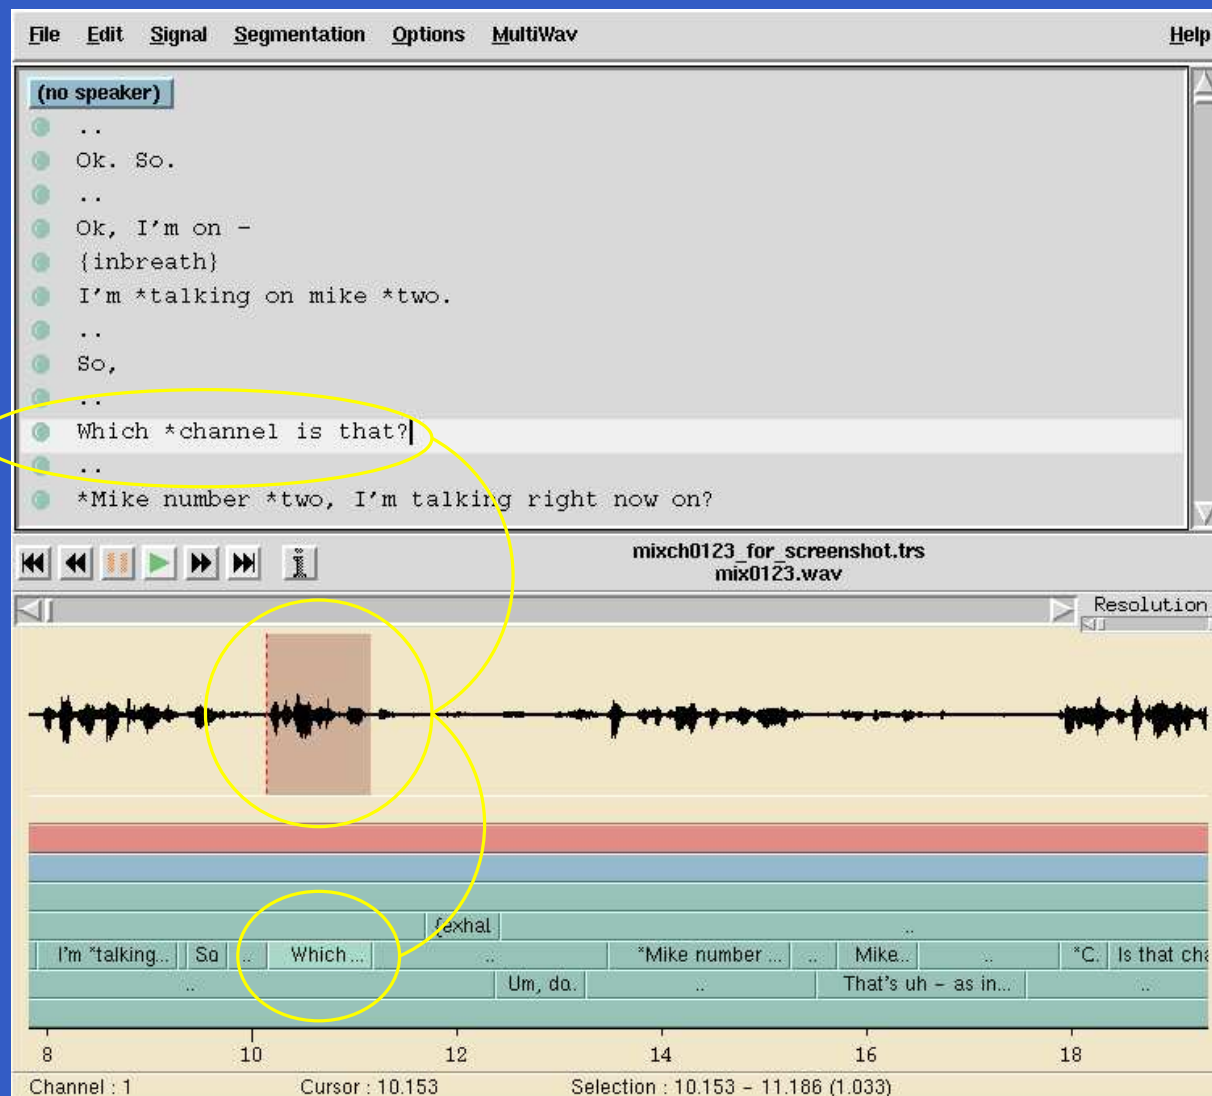 File Edit Signal Segmentation Options MultiWav Help
(no speaker)
..
Ok. So.
..
Ok, I'm on -
{inbreath}
I'm *talking on mike *two.
..
So,
..
Which *channel is that?
..
*Mike number *two, I'm talking right now on?
mixch0123_for_screenshot.trs
mix0123.wav
Resolution
{exhal ..
I'm *talking... So .. Which ... .. *Mike number ... .. Mike.. .. *C. Is that cha
.. Um, do.. .. That's uh - as in... ..
8 10 12 14 16 18
Channel : 1 Cursor : 10.153 Selection : 10.153 - 11.186 (1.033)